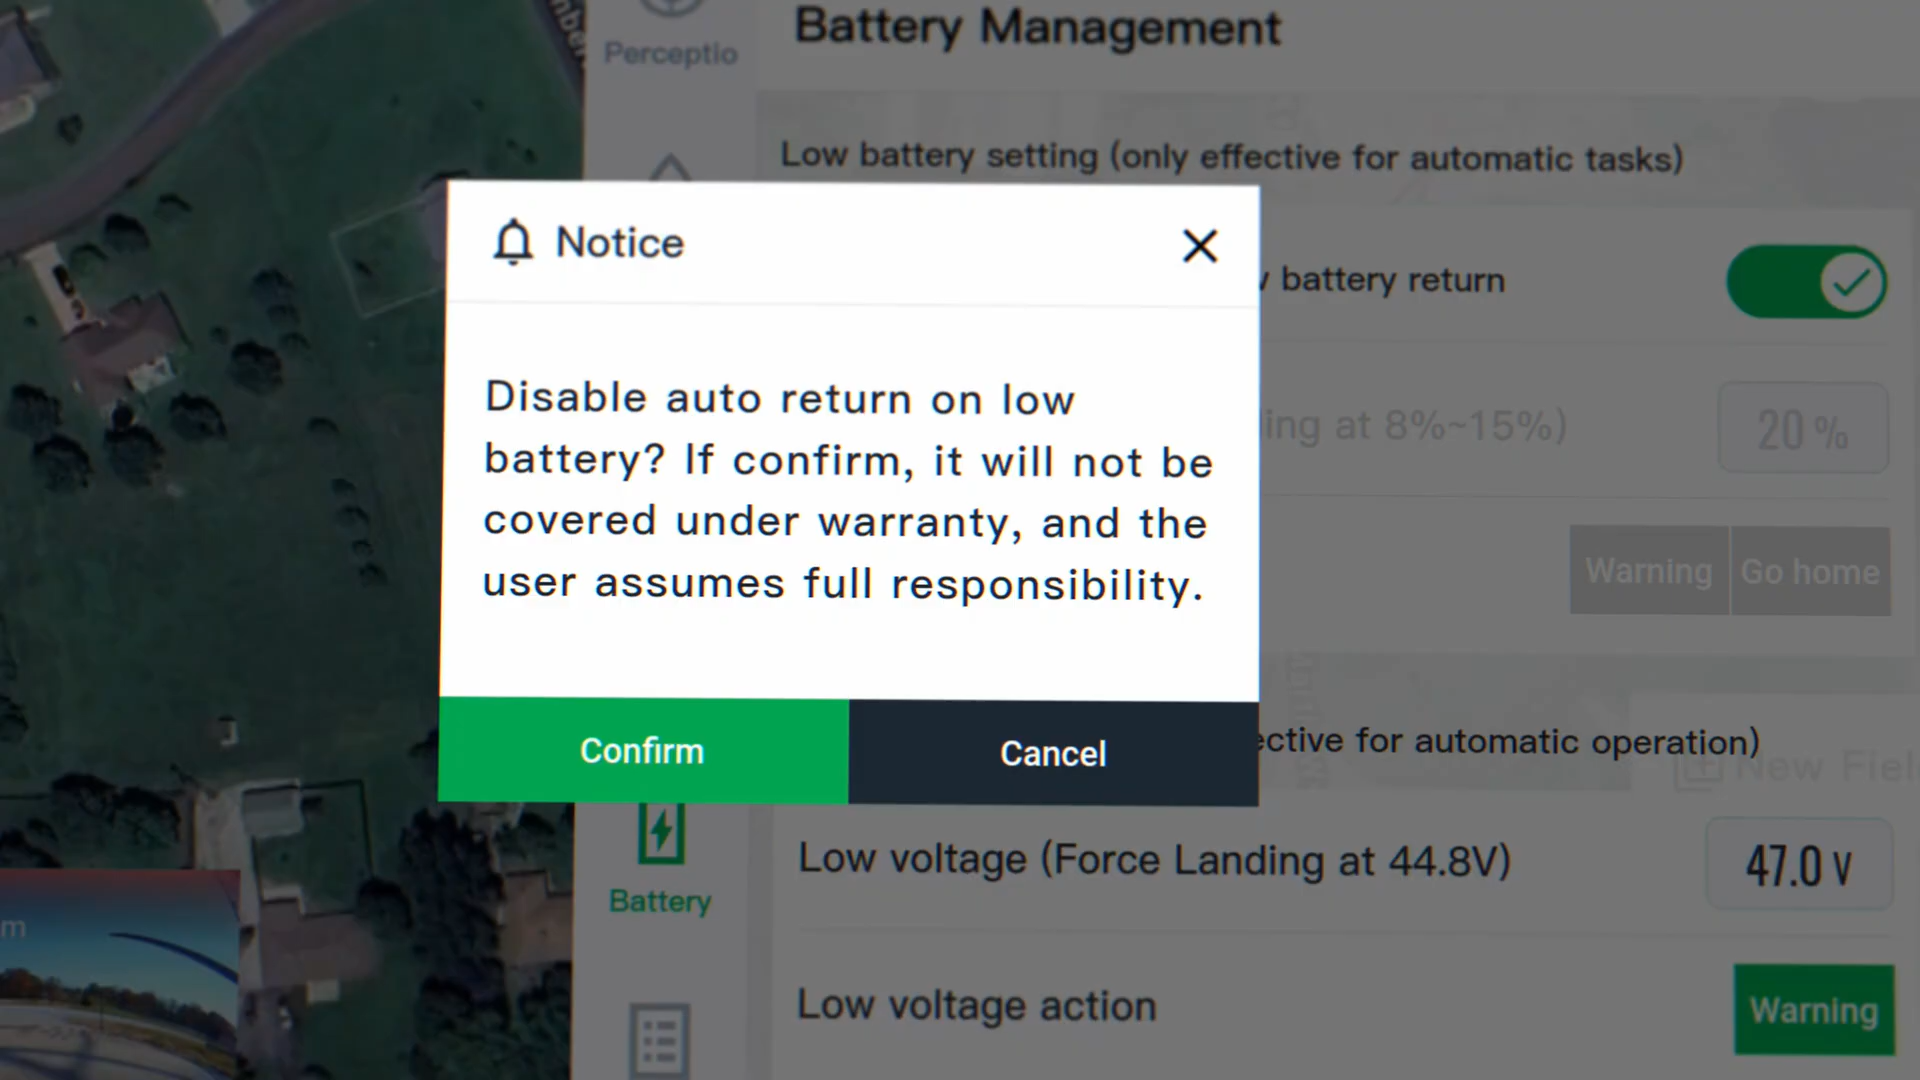 Battery Management
Perceptio
Low battery setting (only effective for automatic tasks)
Notice
battery return
Disable auto return on low
battery? If confirm, it will not be
covered under warranty, and the
user assumes full responsibility.
ing at 8%~15%)
20 %
Warning
Go home
Confirm
Cancel
ective for automatic operation)
New Fiel
Low voltage (Force Landing at 44.8V)
47.0 V
Battery
m
Low voltage action
Warning